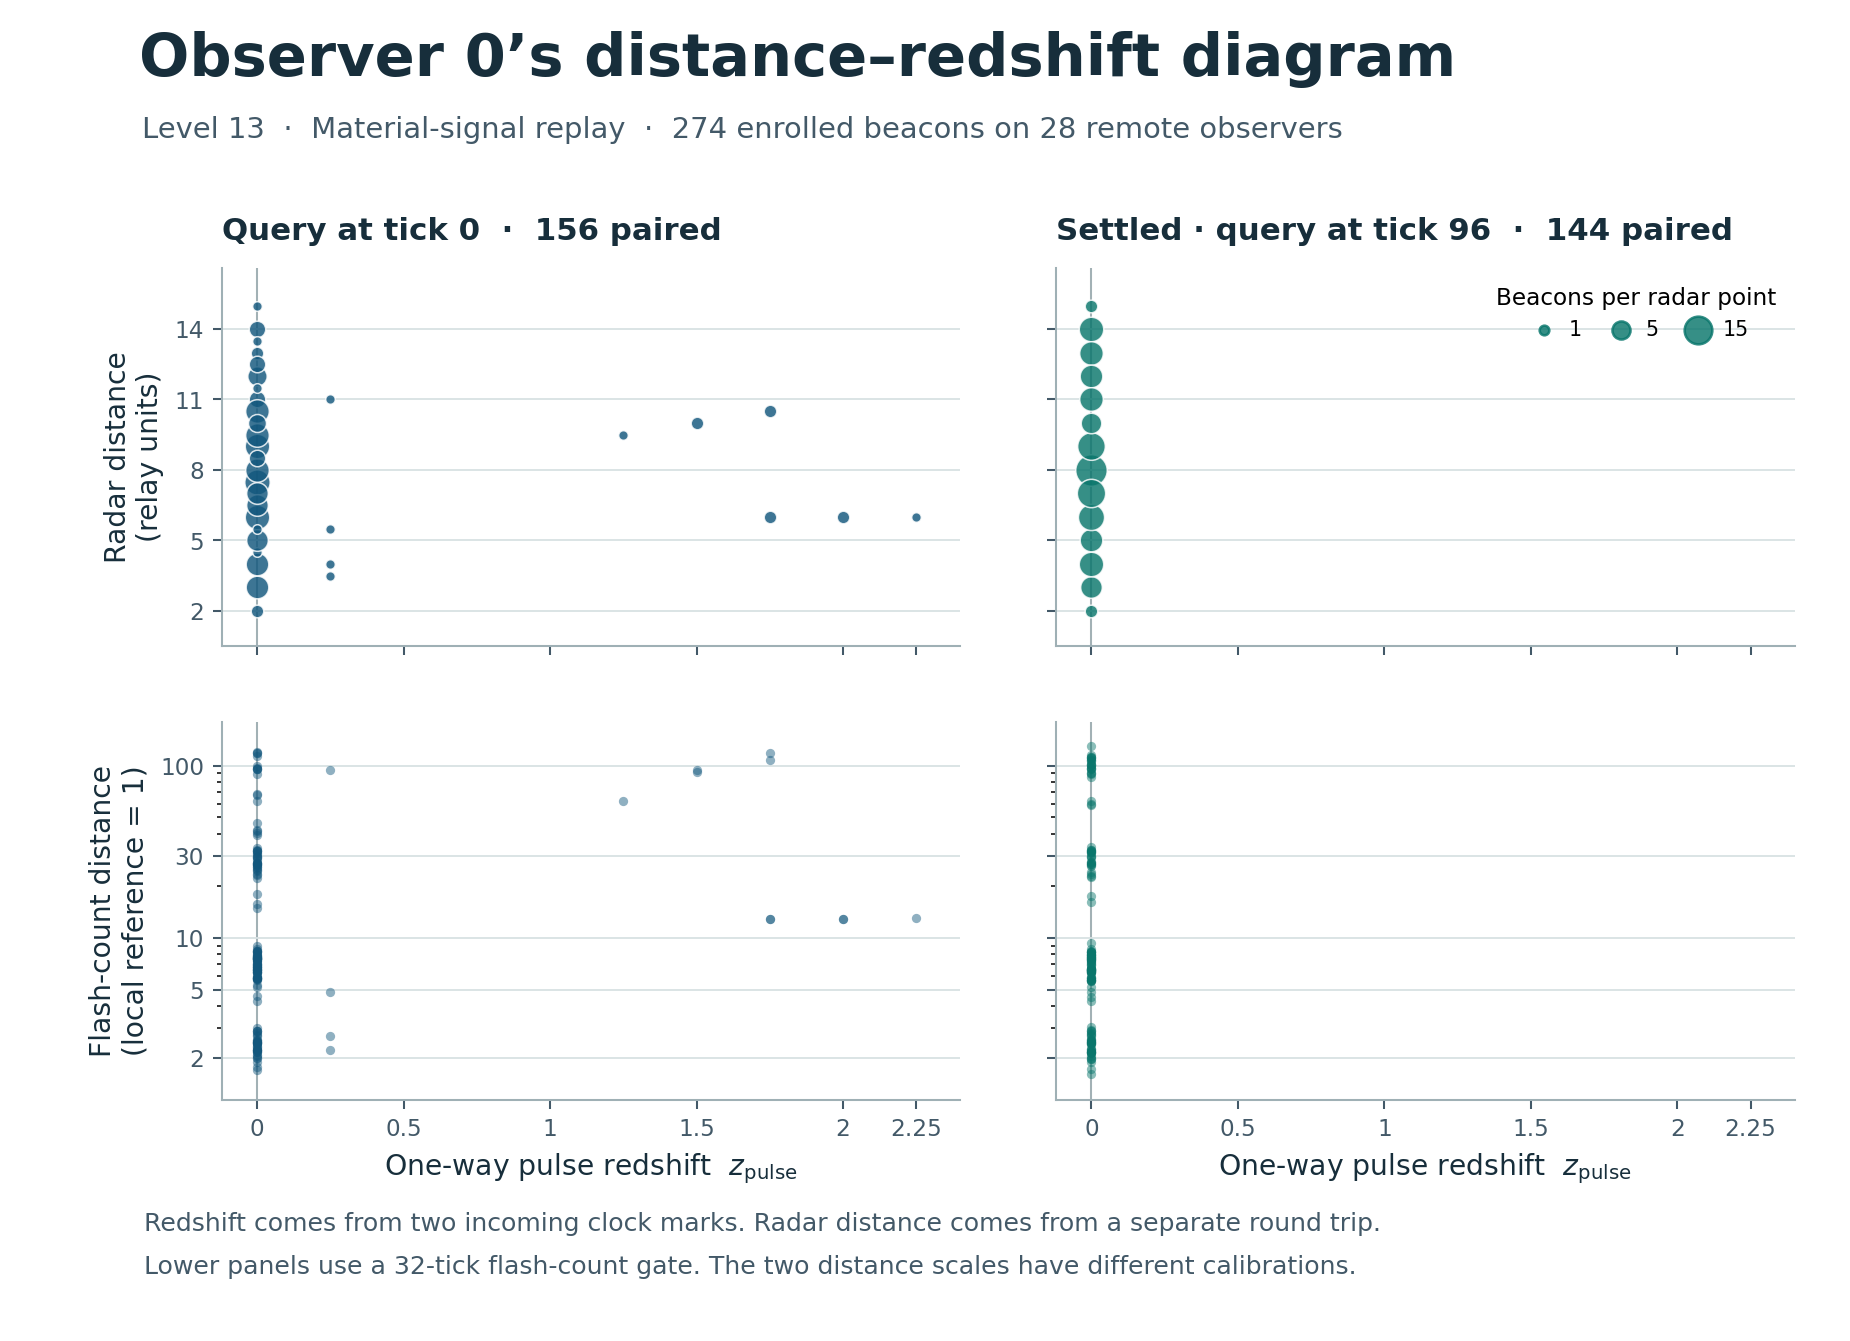 Observer 0’s distance–redshift diagram
Level 13 · Material-signal replay · 274 enrolled beacons on 28 remote observers
Query at tick 0 · 156 paired
Settled · query at tick 96 · 144 paired
Radar distance
(relay units)
14
11
8
5
2
Beacons per radar point
1 5 15
Flash-count distance
(local reference = 1)
100
30
10
5
2
0 0.5 1 1.5 2 2.25
0 0.5 1 1.5 2 2.25
One-way pulse redshift zpulse
One-way pulse redshift zpulse
Redshift comes from two incoming clock marks. Radar distance comes from a separate round trip.
Lower panels use a 32-tick flash-count gate. The two distance scales have different calibrations.